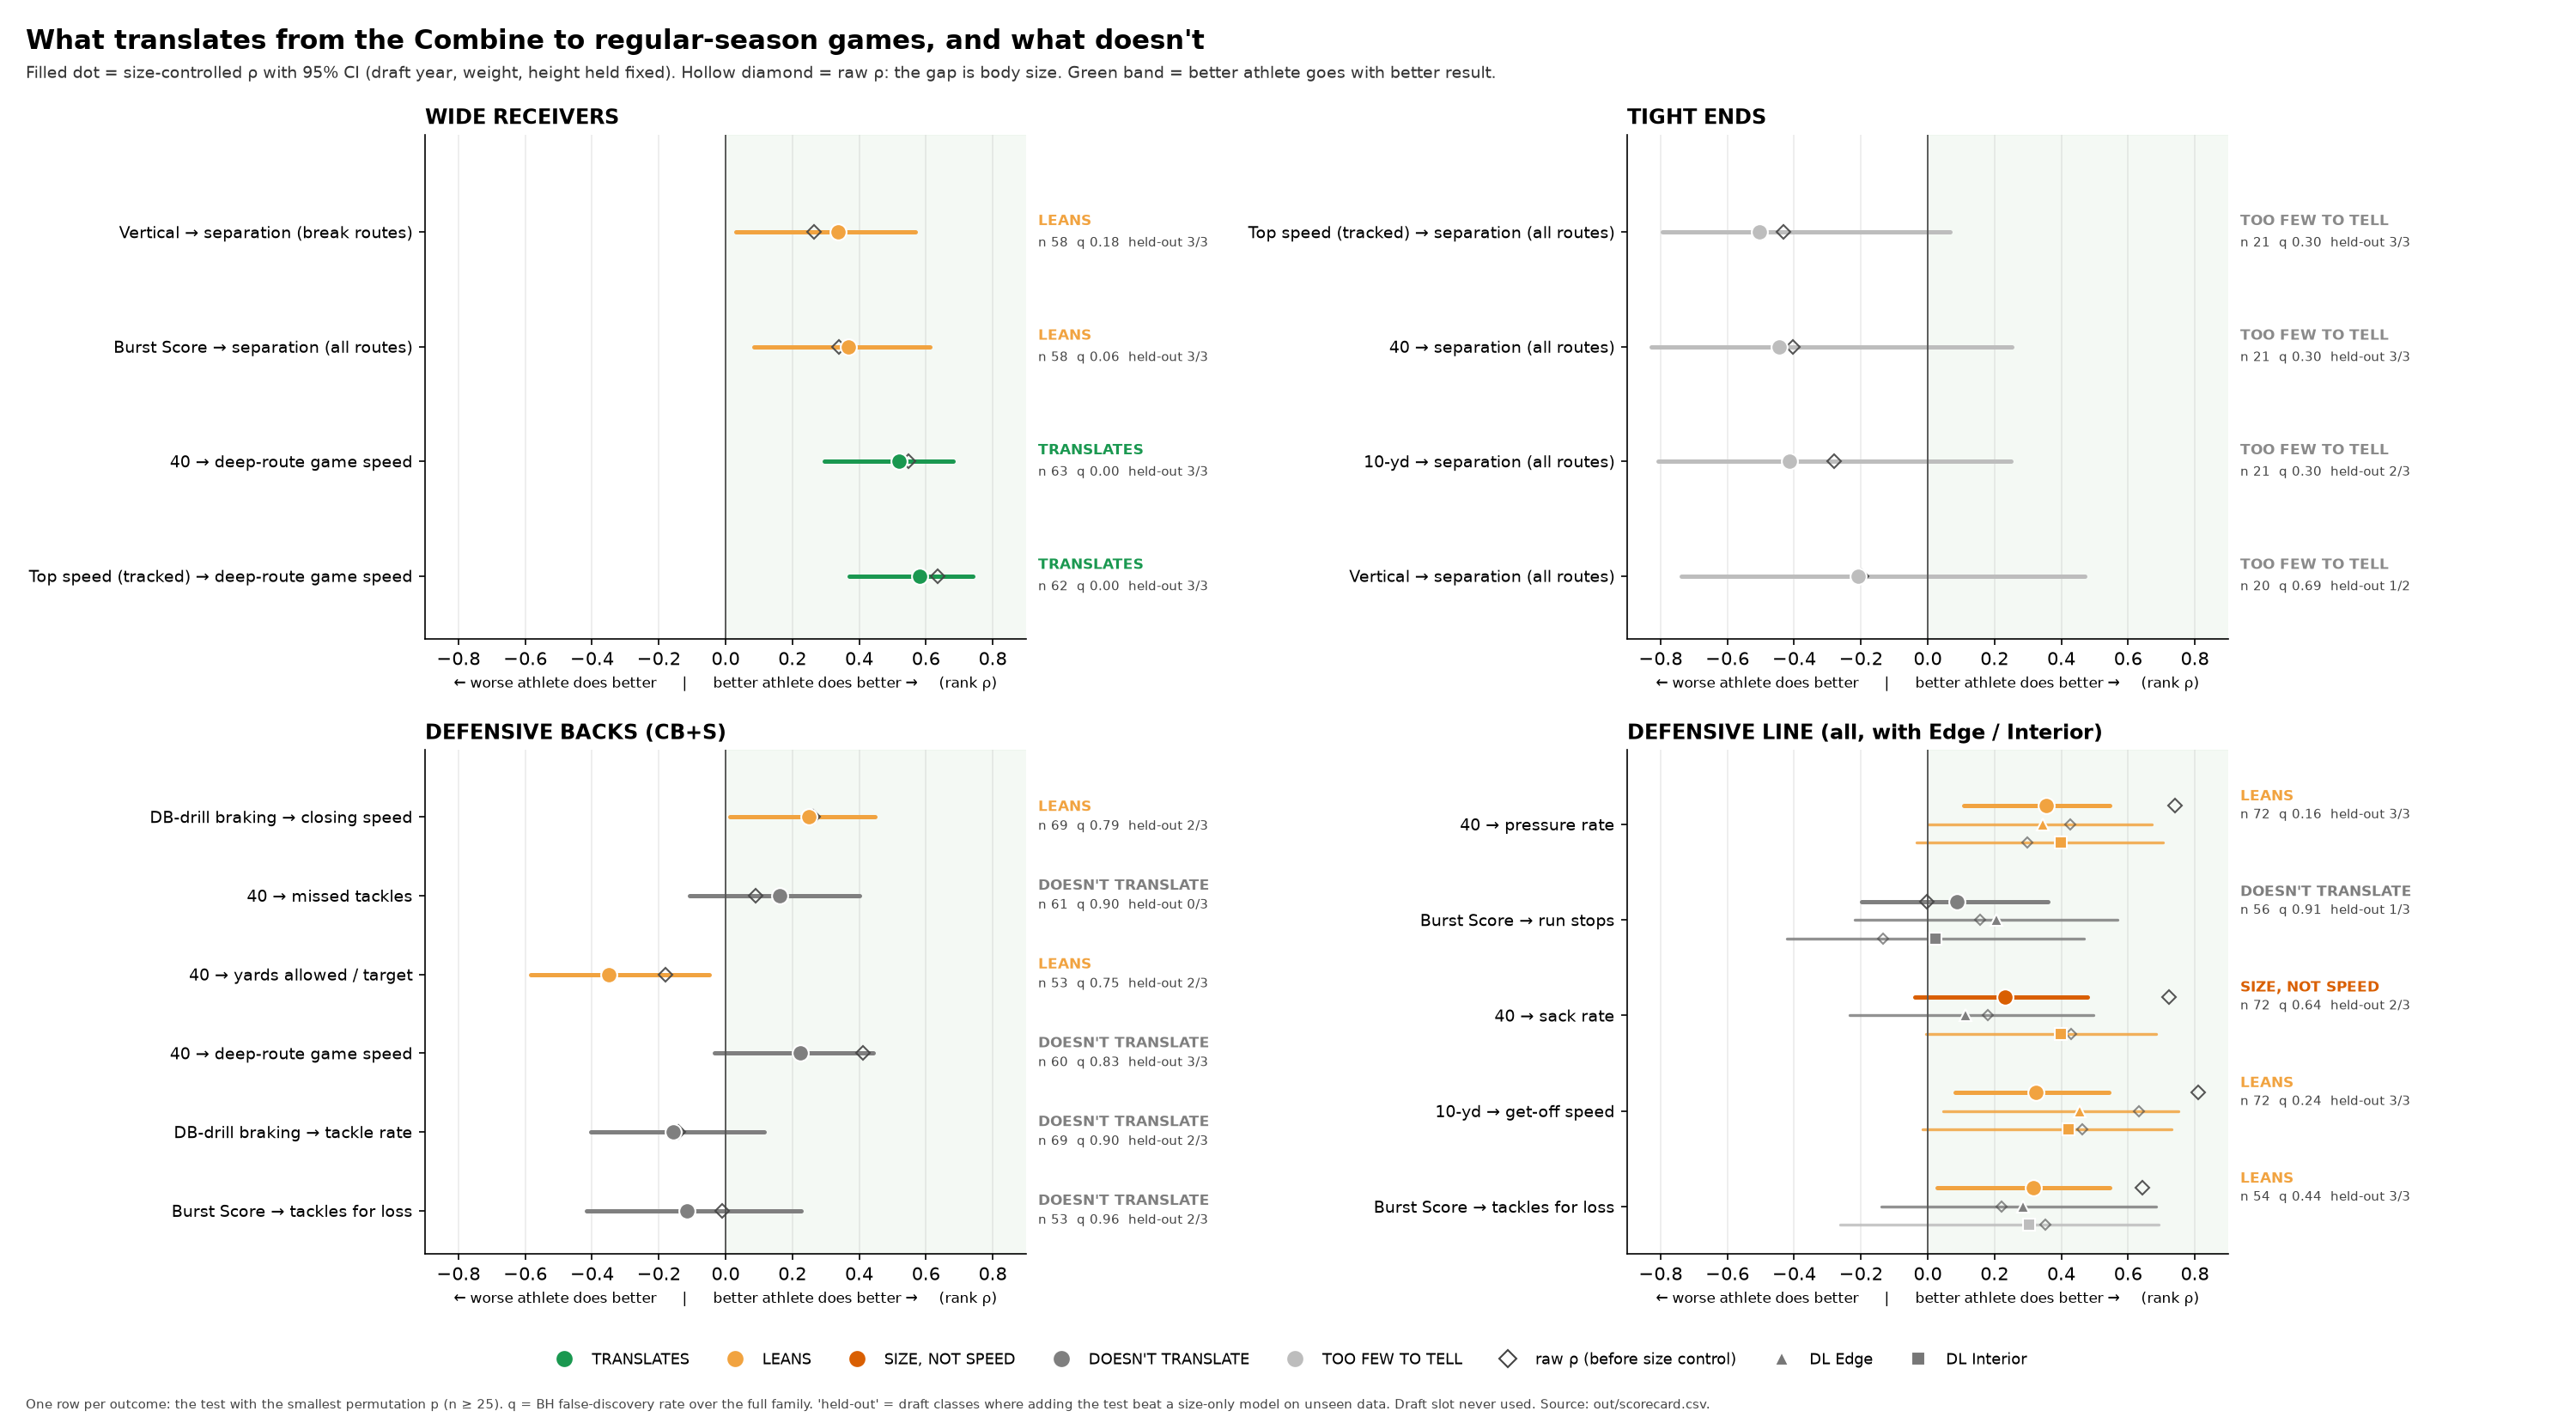 What translates from the Combine to regular-season games, and what doesn't
Filled dot = size-controlled ρ with 95% CI (draft year, weight, height held fixed). Hollow diamond = raw ρ: the gap is body size. Green band = better athlete goes with better result.
WIDE RECEIVERS
Vertical → separation (break routes)
LEANS
n 58 q 0.18 held-out 3/3
Burst Score → separation (all routes)
LEANS
n 58 q 0.06 held-out 3/3
40 → deep-route game speed
TRANSLATES
n 63 q 0.00 held-out 3/3
Top speed (tracked) → deep-route game speed
TRANSLATES
n 62 q 0.00 held-out 3/3
−0.8 −0.6 −0.4 −0.2 0.0 0.2 0.4 0.6 0.8
← worse athlete does better | better athlete does better → (rank ρ)
TIGHT ENDS
Top speed (tracked) → separation (all routes)
TOO FEW TO TELL
n 21 q 0.30 held-out 3/3
40 → separation (all routes)
TOO FEW TO TELL
n 21 q 0.30 held-out 3/3
10-yd → separation (all routes)
TOO FEW TO TELL
n 21 q 0.30 held-out 2/3
Vertical → separation (all routes)
TOO FEW TO TELL
n 20 q 0.69 held-out 1/2
−0.8 −0.6 −0.4 −0.2 0.0 0.2 0.4 0.6 0.8
← worse athlete does better | better athlete does better → (rank ρ)
DEFENSIVE BACKS (CB+S)
DB-drill braking → closing speed
LEANS
n 69 q 0.79 held-out 2/3
40 → missed tackles
DOESN'T TRANSLATE
n 61 q 0.90 held-out 0/3
40 → yards allowed / target
LEANS
n 53 q 0.75 held-out 2/3
40 → deep-route game speed
DOESN'T TRANSLATE
n 60 q 0.83 held-out 3/3
DB-drill braking → tackle rate
DOESN'T TRANSLATE
n 69 q 0.90 held-out 2/3
Burst Score → tackles for loss
DOESN'T TRANSLATE
n 53 q 0.96 held-out 2/3
−0.8 −0.6 −0.4 −0.2 0.0 0.2 0.4 0.6 0.8
← worse athlete does better | better athlete does better → (rank ρ)
DEFENSIVE LINE (all, with Edge / Interior)
40 → pressure rate
LEANS
n 72 q 0.16 held-out 3/3
Burst Score → run stops
DOESN'T TRANSLATE
n 56 q 0.91 held-out 1/3
40 → sack rate
SIZE, NOT SPEED
n 72 q 0.64 held-out 2/3
10-yd → get-off speed
LEANS
n 72 q 0.24 held-out 3/3
Burst Score → tackles for loss
LEANS
n 54 q 0.44 held-out 3/3
−0.8 −0.6 −0.4 −0.2 0.0 0.2 0.4 0.6 0.8
← worse athlete does better | better athlete does better → (rank ρ)
TRANSLATES LEANS SIZE, NOT SPEED DOESN'T TRANSLATE TOO FEW TO TELL raw ρ (before size control) DL Edge DL Interior
One row per outcome: the test with the smallest permutation p (n ≥ 25). q = BH false-discovery rate over the full family. 'held-out' = draft classes where adding the test beat a size-only model on unseen data. Draft slot never used. Source: out/scorecard.csv.